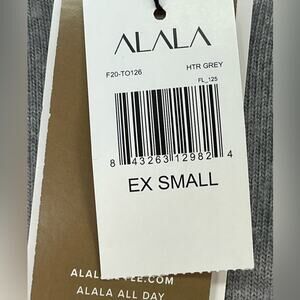 ALALA
F20-TO126 HTR GREY
FL_125
8 43263 12982 4
EX SMALL
ALALA ALL DAY